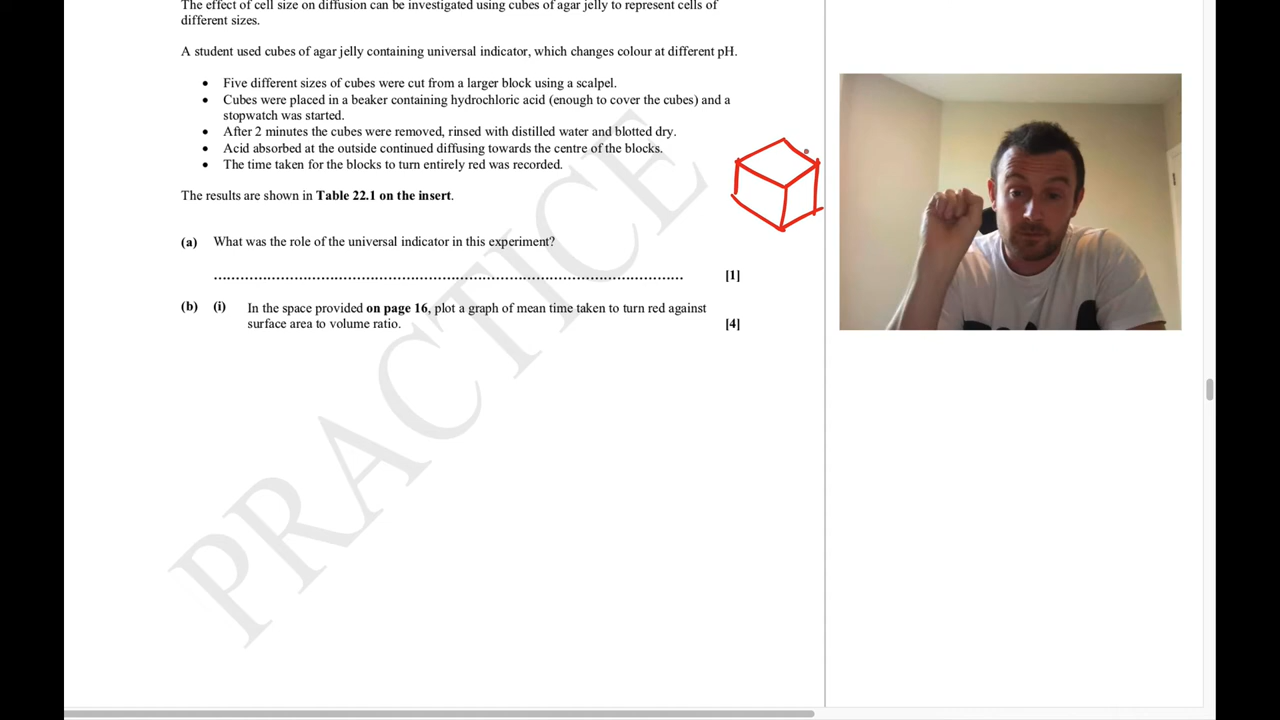 The effect of cell size on diffusion can be investigated using cubes of agar jelly to represent cells of
different sizes.
A student used cubes of agar jelly containing universal indicator, which changes colour at different pH.
• Five different sizes of cubes were cut from a larger block using a scalpel.
• Cubes were placed in a beaker containing hydrochloric acid (enough to cover the cubes) and a
stopwatch was started.
• After 2 minutes the cubes were removed, rinsed with distilled water and blotted dry.
• Acid absorbed at the outside continued diffusing towards the centre of the blocks.
• The time taken for the blocks to turn entirely red was recorded.
The results are shown in Table 22.1 on the insert.
(a) What was the role of the universal indicator in this experiment?
........................................................................................................ [1]
(b) (i) In the space provided on page 16, plot a graph of mean time taken to turn red against
surface area to volume ratio. [4]
PRACTICE